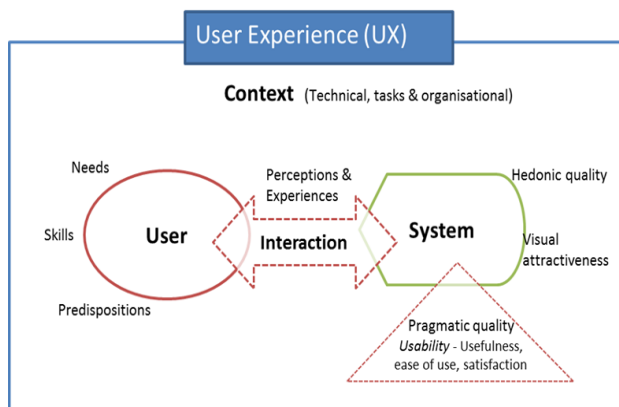 User Experience (UX)
Context (Technical, tasks & organisational)
Needs
Skills
Predispositions
User
Perceptions &
Experiences
Interaction
System
Hedonic quality
Visual
attractiveness
Pragmatic quality
Usability - Usefulness,
ease of use, satisfaction